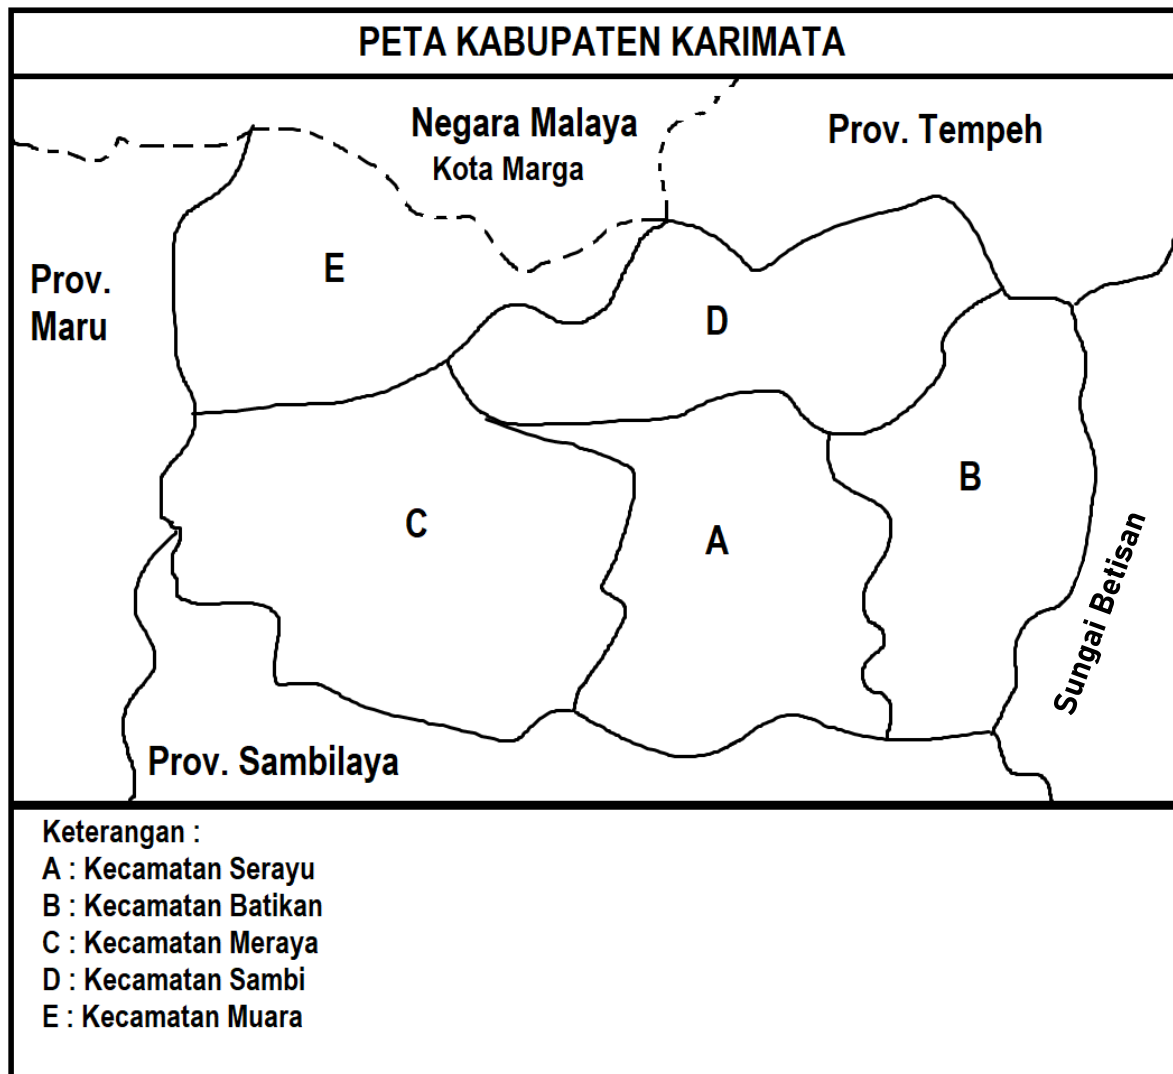 PETA KABUPATEN KARIMATA
Negara Malaya
Kota Marga
Prov. Tempeh
Prov.
Maru
E
D
B
C
A
Sungai Betisan
Prov. Sambilaya
Keterangan :
A : Kecamatan Serayu
B : Kecamatan Batikan
C : Kecamatan Meraya
D : Kecamatan Sambi
E : Kecamatan Muara